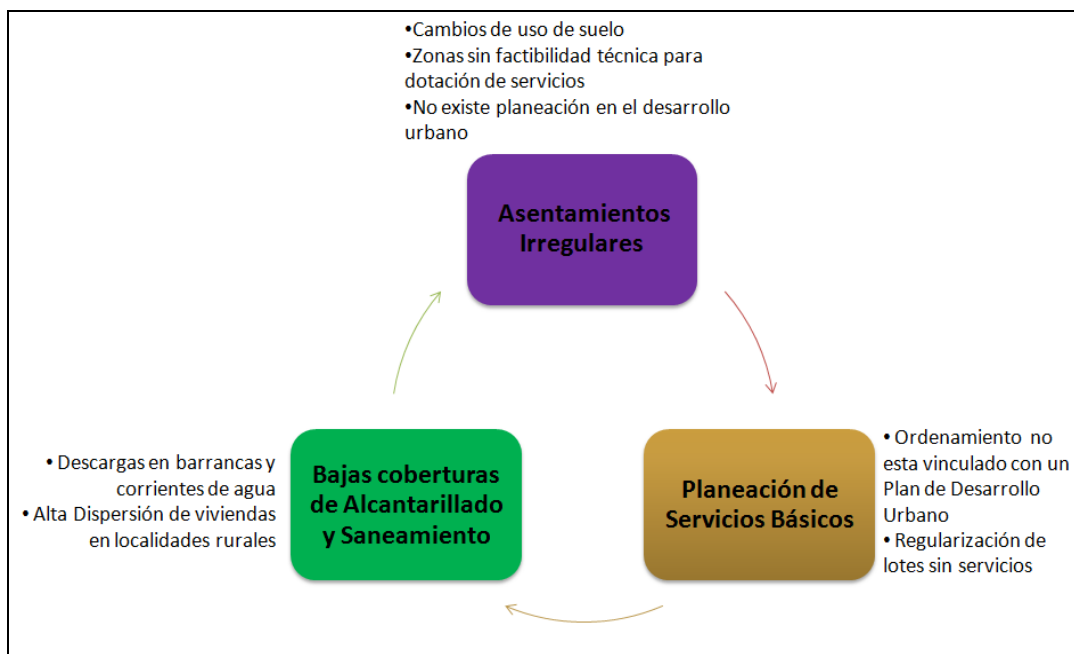 •Cambios de uso de suelo
•Zonas sin factibilidad técnica para
dotación de servicios
•No existe planeación en el desarrollo
urbano
Asentamientos
Irregulares
• Descargas en barrancas y
corrientes de agua
• Alta Dispersión de viviendas
en localidades rurales
Bajas coberturas
de Alcantarillado
y Saneamiento
Planeación de
Servicios Básicos
• Ordenamiento no
esta vinculado con un
Plan de Desarrollo
Urbano
• Regularización de
lotes sin servicios